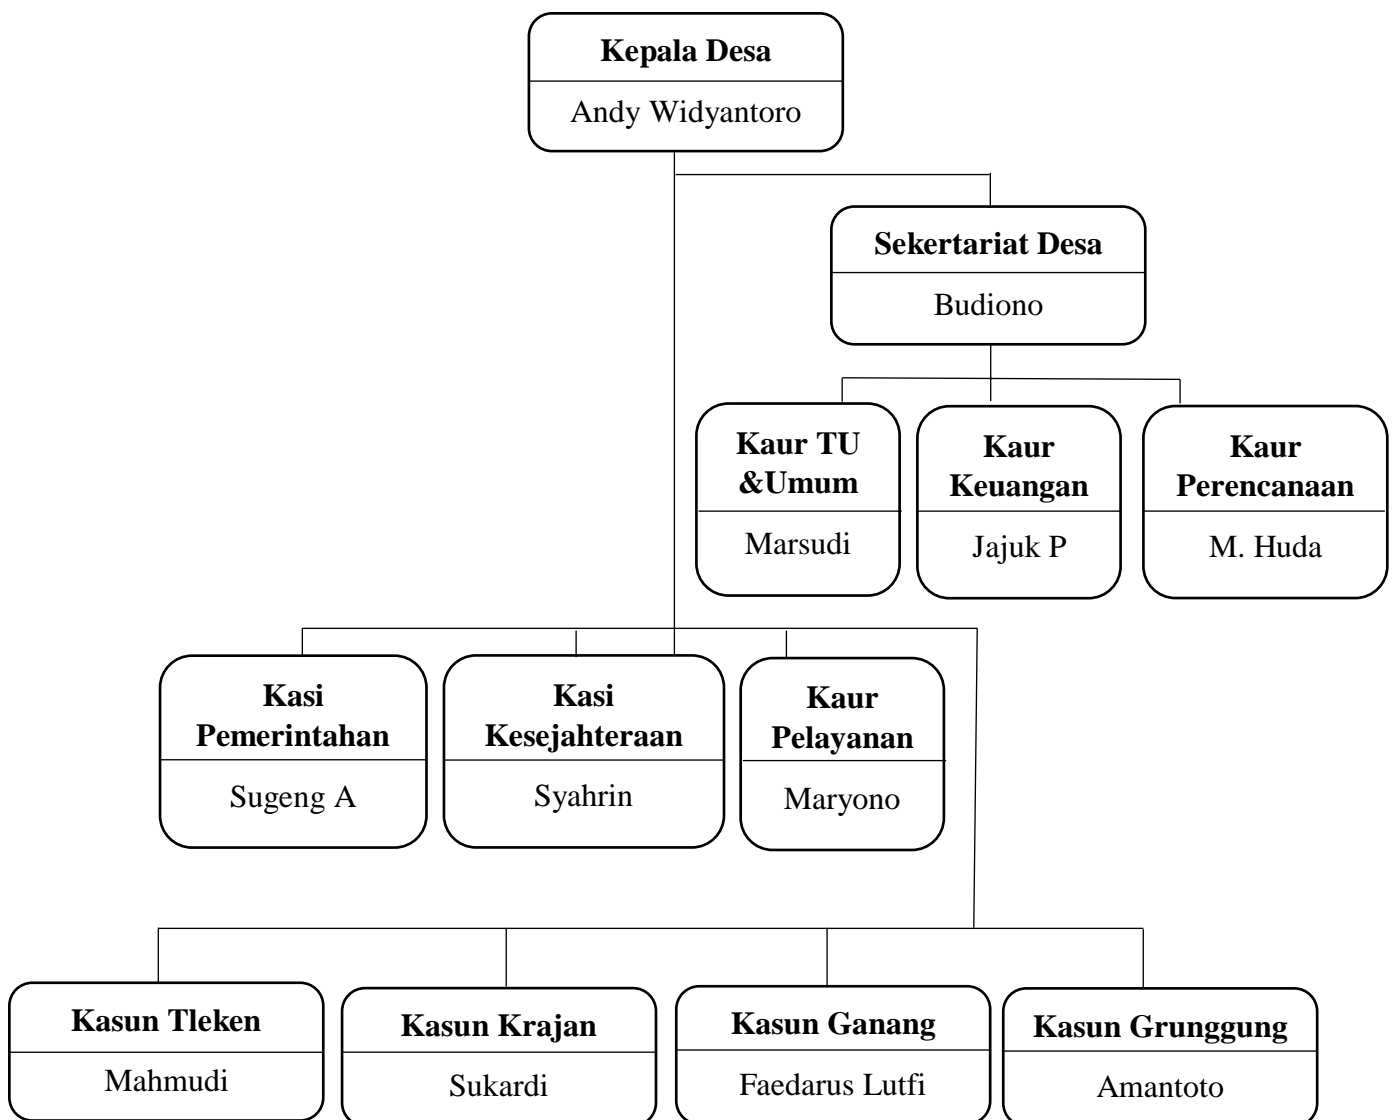 Kepala Desa
Andy Widyantoro
Sekertariat Desa
Budiono
Kaur TU
&Umum
Marsudi
Kaur
Keuangan
Jajuk P
Kaur
Perencanaan
M. Huda
Kasi
Pemerintahan
Sugeng A
Kasi
Kesejahteraan
Syahrin
Kaur
Pelayanan
Maryono
Kasun Tleken
Mahmudi
Kasun Krajan
Sukardi
Kasun Ganang
Faedarus Lutfi
Kasun Grunggung
Amantoto